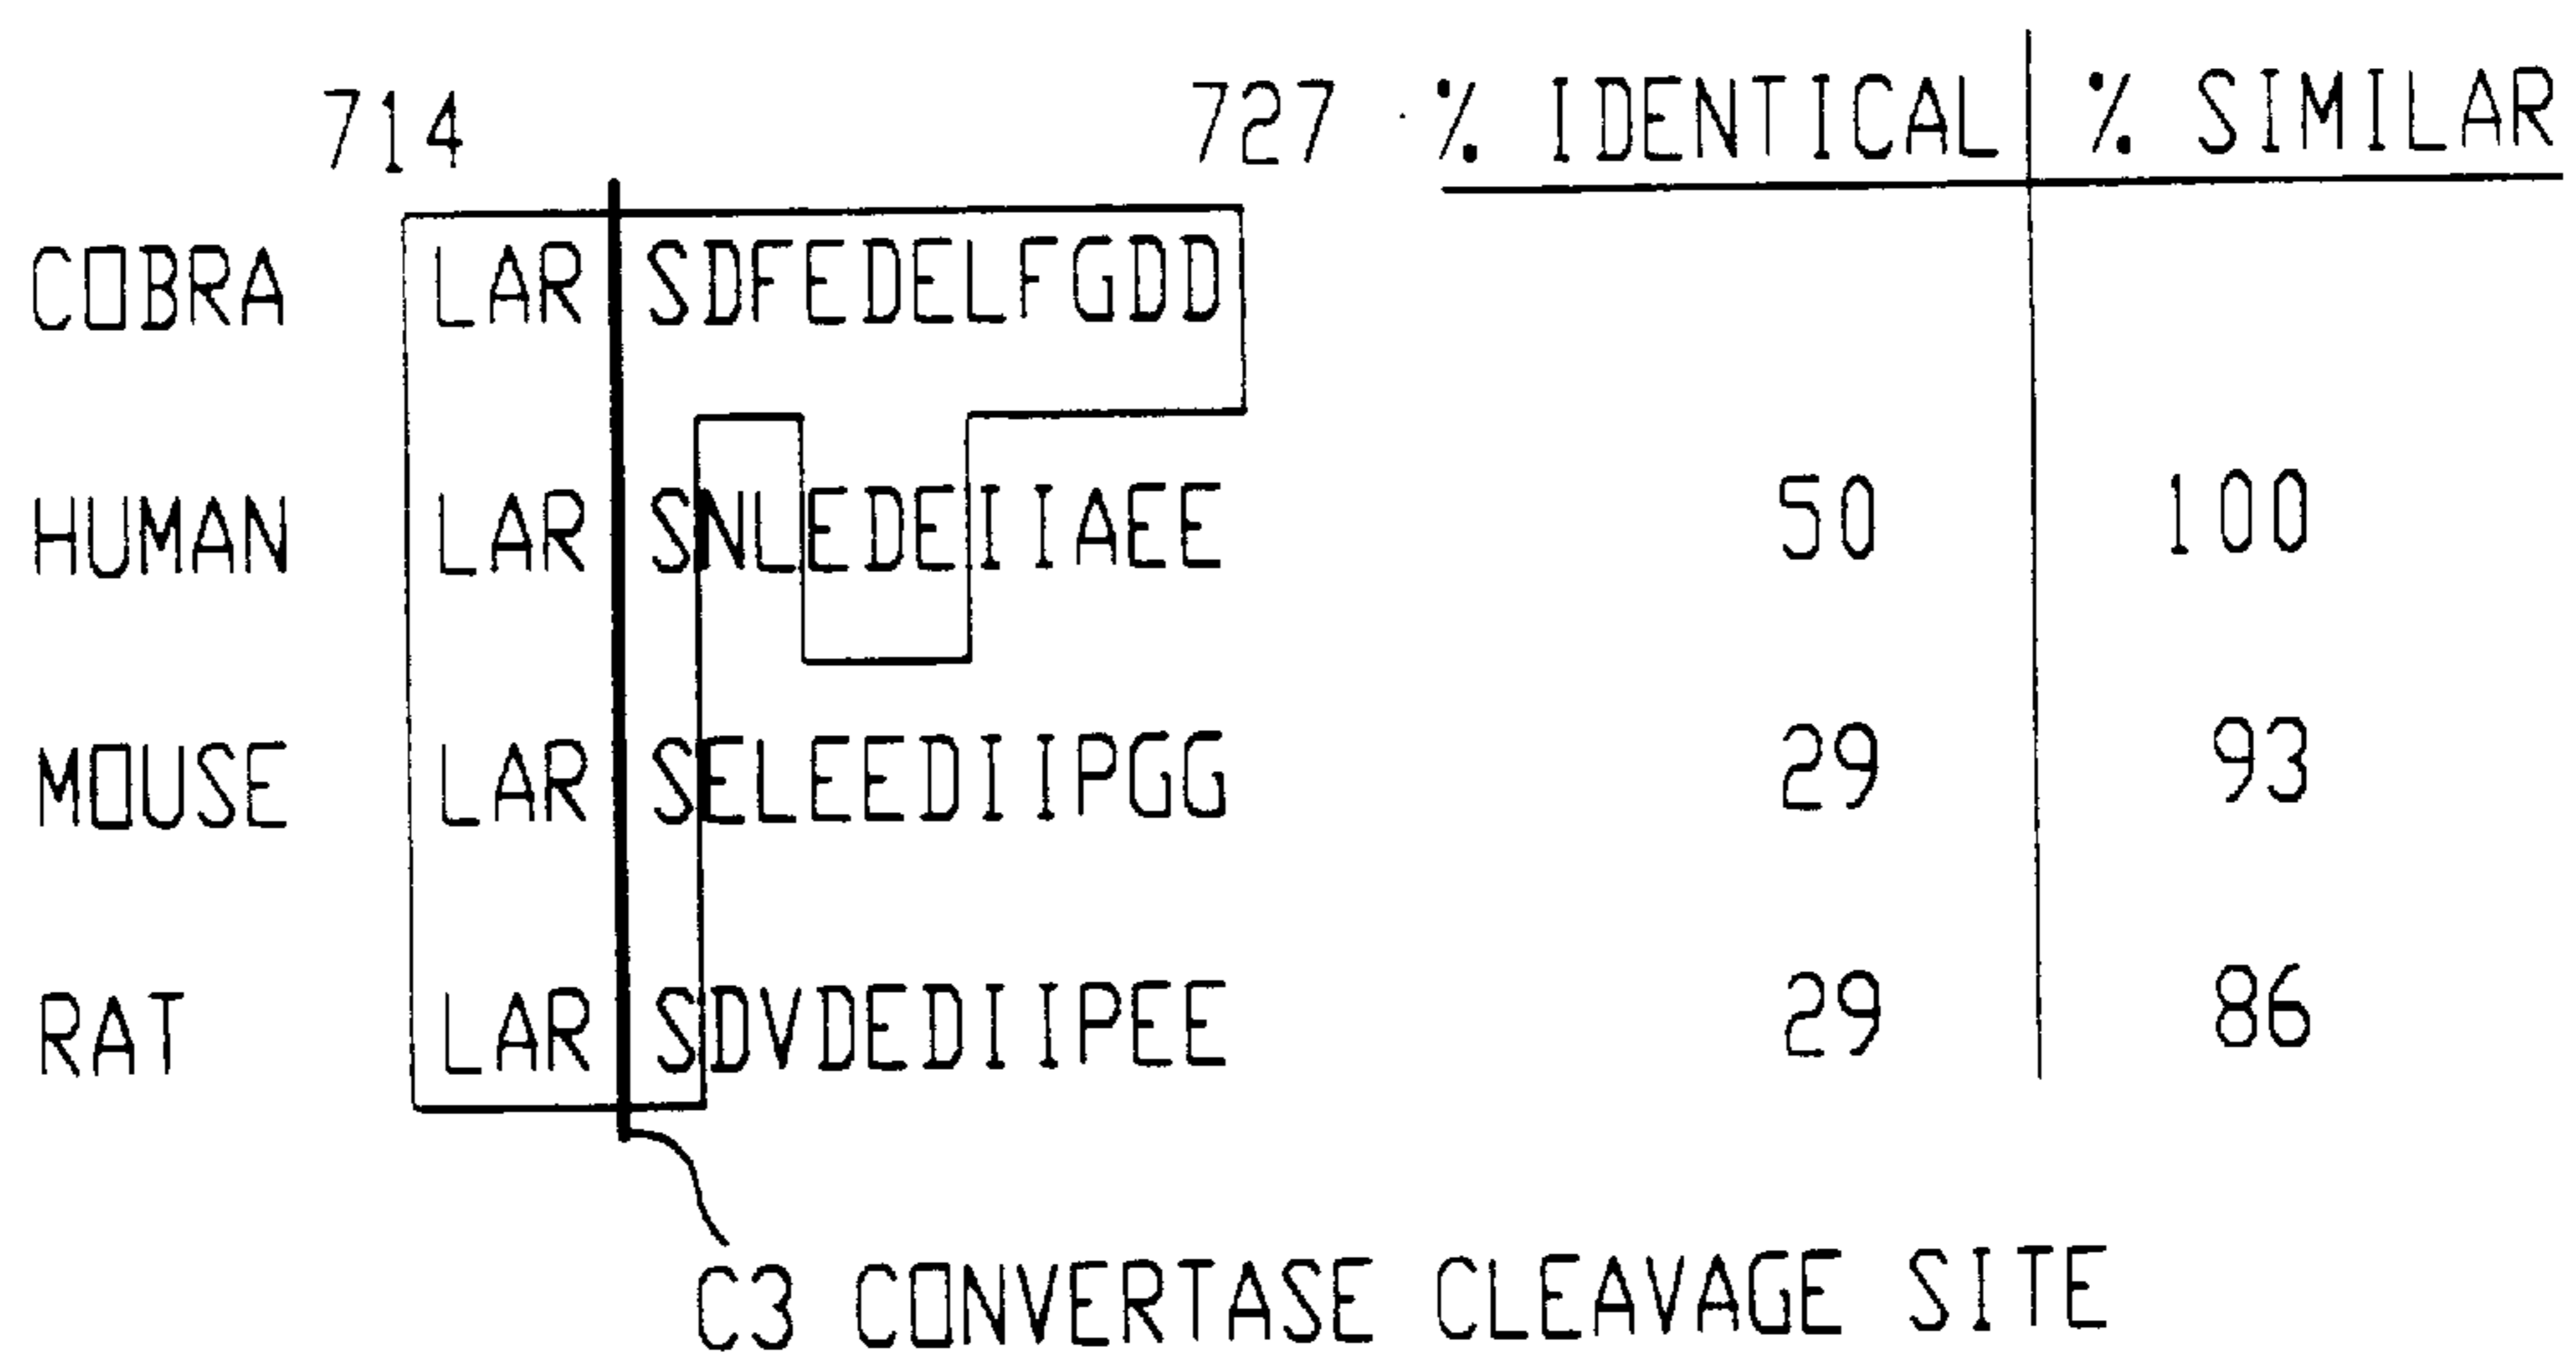 714 727 % IDENTICAL % SIMILAR
COBRA LAR SDFEDELFGDD
HUMAN LAR SNLEDEIIAEE 50 100
MOUSE LAR SELEEDIIPGG 29 93
RAT LAR SDVDEDIIPEE 29 86
C3 CONVERTASE CLEAVAGE SITE